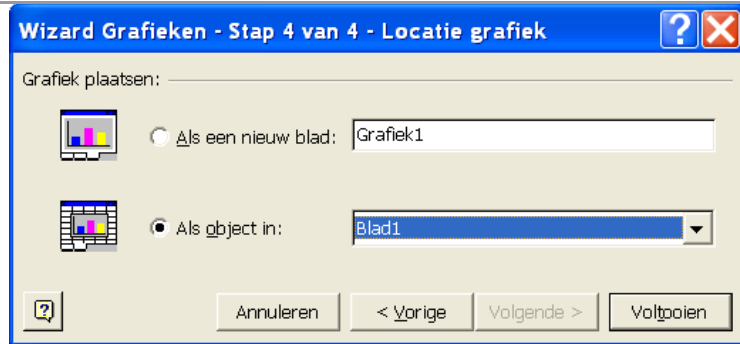 Wizard Grafieken - Stap 4 van 4 - Locatie grafiek
Grafiek plaatsen:
Als een nieuw blad: Grafiek1
Als object in: Blad1
Annuleren < Vorige Volgende > Voltooien